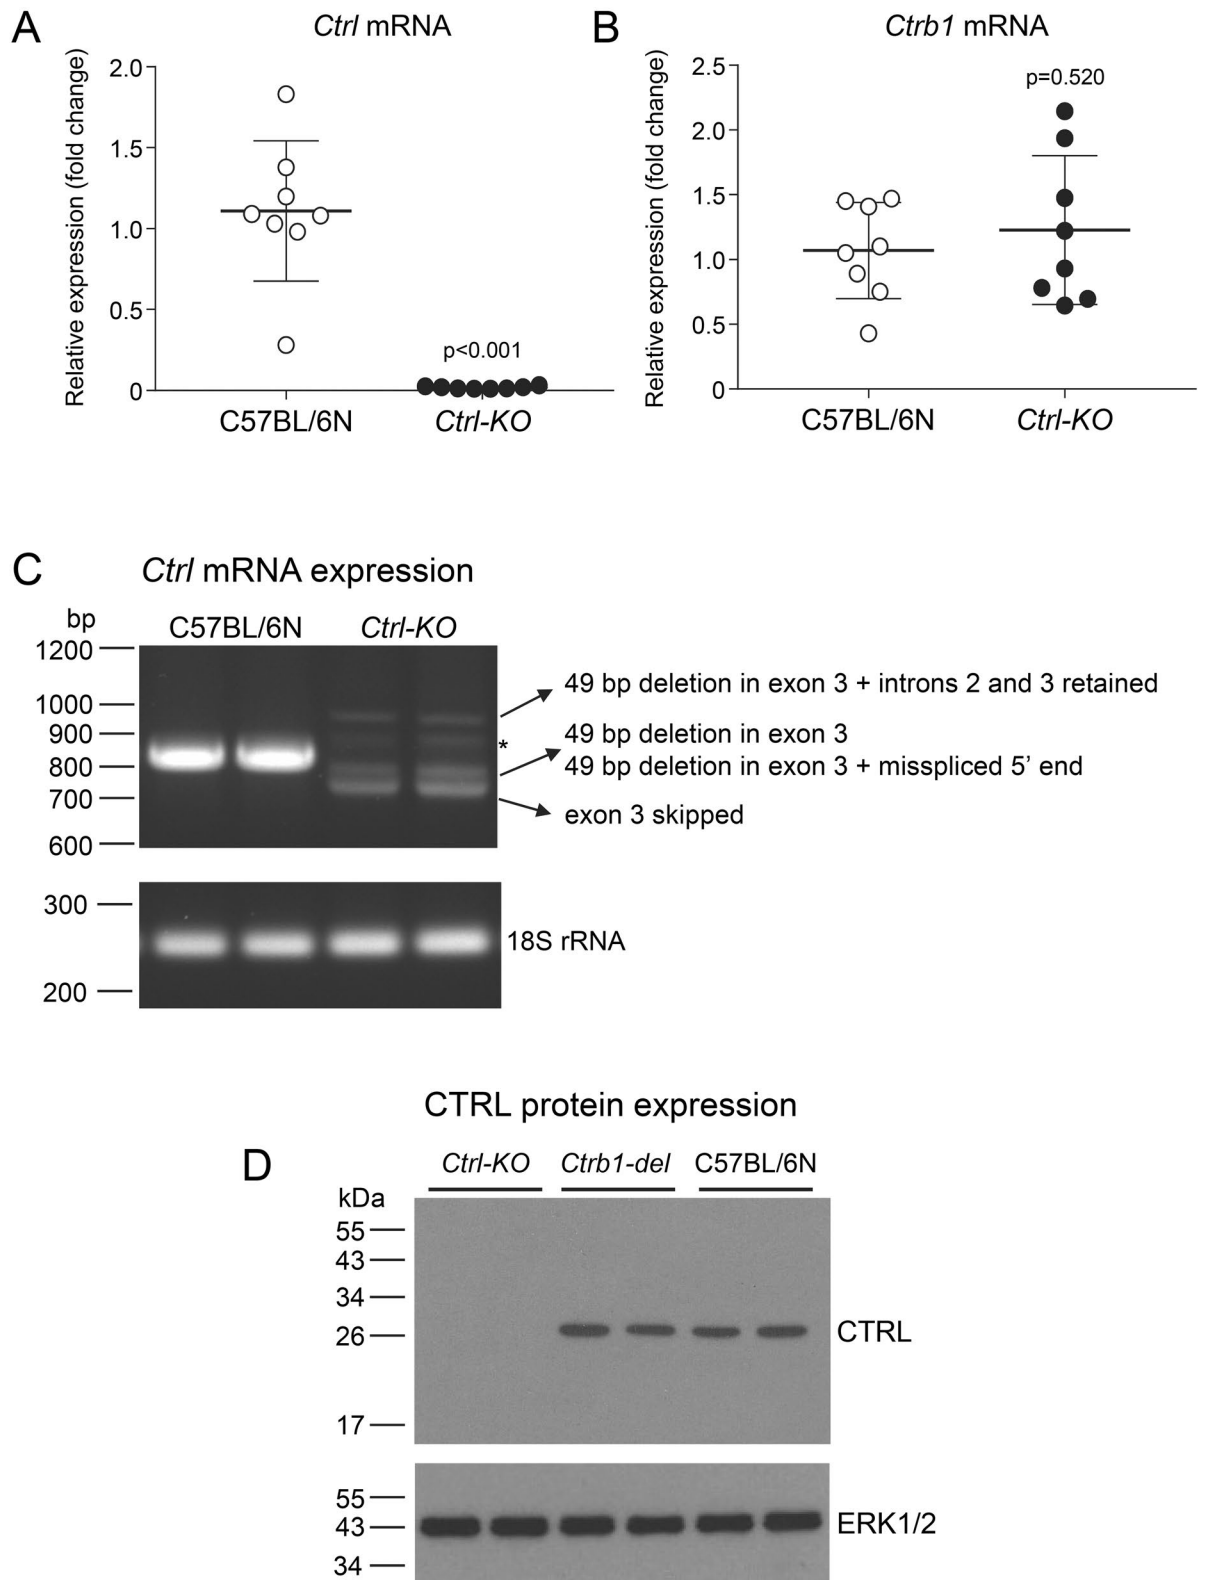 A
Ctrl mRNA
Relative expression (fold change)
2.0
1.5
1.0
0.5
0
p<0.001
C57BL/6N
Ctrl-KO
B
Ctrb1 mRNA
Relative expression (fold change)
2.5
2.0
1.5
1.0
0.5
0
p=0.520
C57BL/6N
Ctrl-KO
C
Ctrl mRNA expression
bp
C57BL/6N
Ctrl-KO
1200
1000
900
800
700
600
49 bp deletion in exon 3 + introns 2 and 3 retained
*
49 bp deletion in exon 3
49 bp deletion in exon 3 + misspliced 5’ end
exon 3 skipped
300
200
18S rRNA
CTRL protein expression
D
Ctrl-KO
Ctrb1-del
C57BL/6N
kDa
55
43
34
26
17
CTRL
55
43
34
ERK1/2